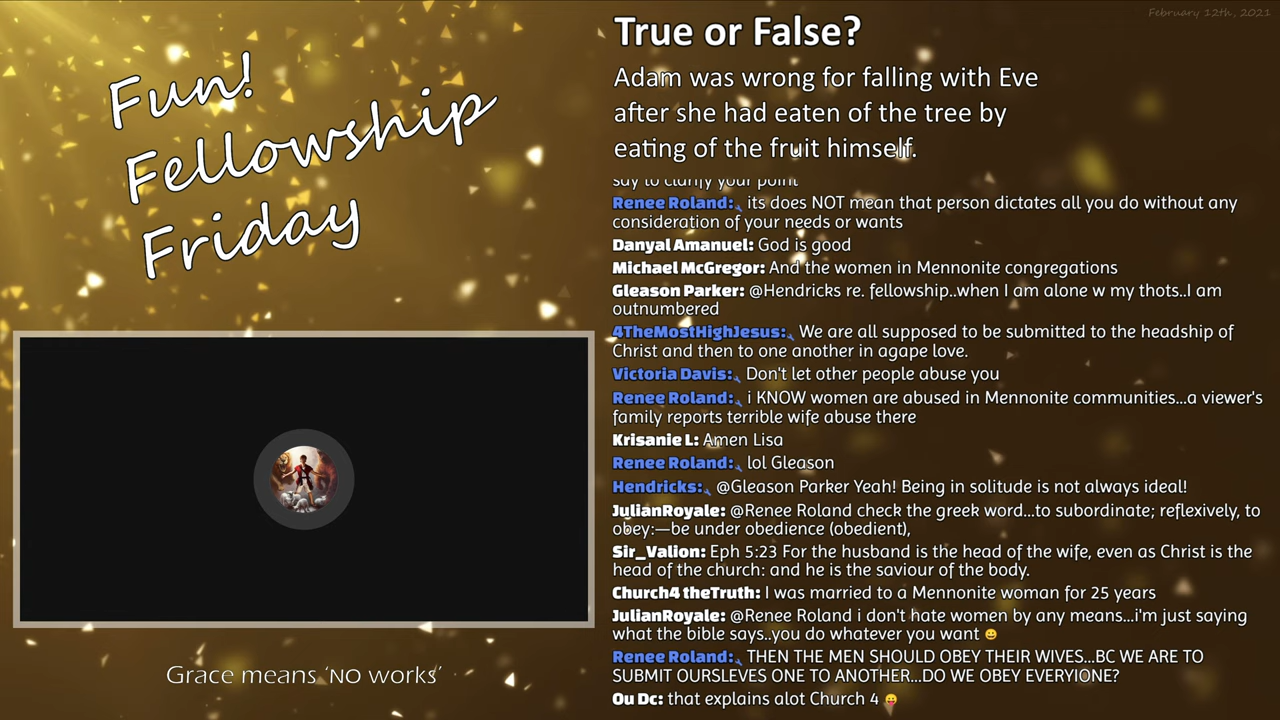 February 12th, 2021
Fun!
Fellowship
Friday
Grace means 'NO works'
True or False?
Adam was wrong for falling with Eve
after she had eaten of the tree by
eating of the fruit himself.
say to clarify your point
Renee Roland: its does NOT mean that person dictates all you do without any
consideration of your needs or wants
Danyal Amanuel: God is good
Michael McGregor: And the women in Mennonite congregations
Gleason Parker: @Hendricks re. fellowship..when I am alone w my thots..I am
outnumbered
4TheMostHighJesus: We are all supposed to be submitted to the headship of
Christ and then to one another in agape love.
Victoria Davis: Don't let other people abuse you
Renee Roland: i KNOW women are abused in Mennonite communities...a viewer's
family reports terrible wife abuse there
Krisanie L: Amen Lisa
Renee Roland: lol Gleason
Hendricks: @Gleason Parker Yeah! Being in solitude is not always ideal!
JulianRoyale: @Renee Roland check the greek word...to subordinate; reflexively, to
obey:—be under obedience (obedient),
Sir_Valion: Eph 5:23 For the husband is the head of the wife, even as Christ is the
head of the church: and he is the saviour of the body.
Church4 theTruth: I was married to a Mennonite woman for 25 years
JulianRoyale: @Renee Roland i don't hate women by any means...i'm just saying
what the bible says..you do whatever you want 😀
Renee Roland: THEN THE MEN SHOULD OBEY THEIR WIVES...BC WE ARE TO
SUBMIT OURSLEVES ONE TO ANOTHER...DO WE OBEY EVERYIONE?
Ou Dc: that explains alot Church 4 😛